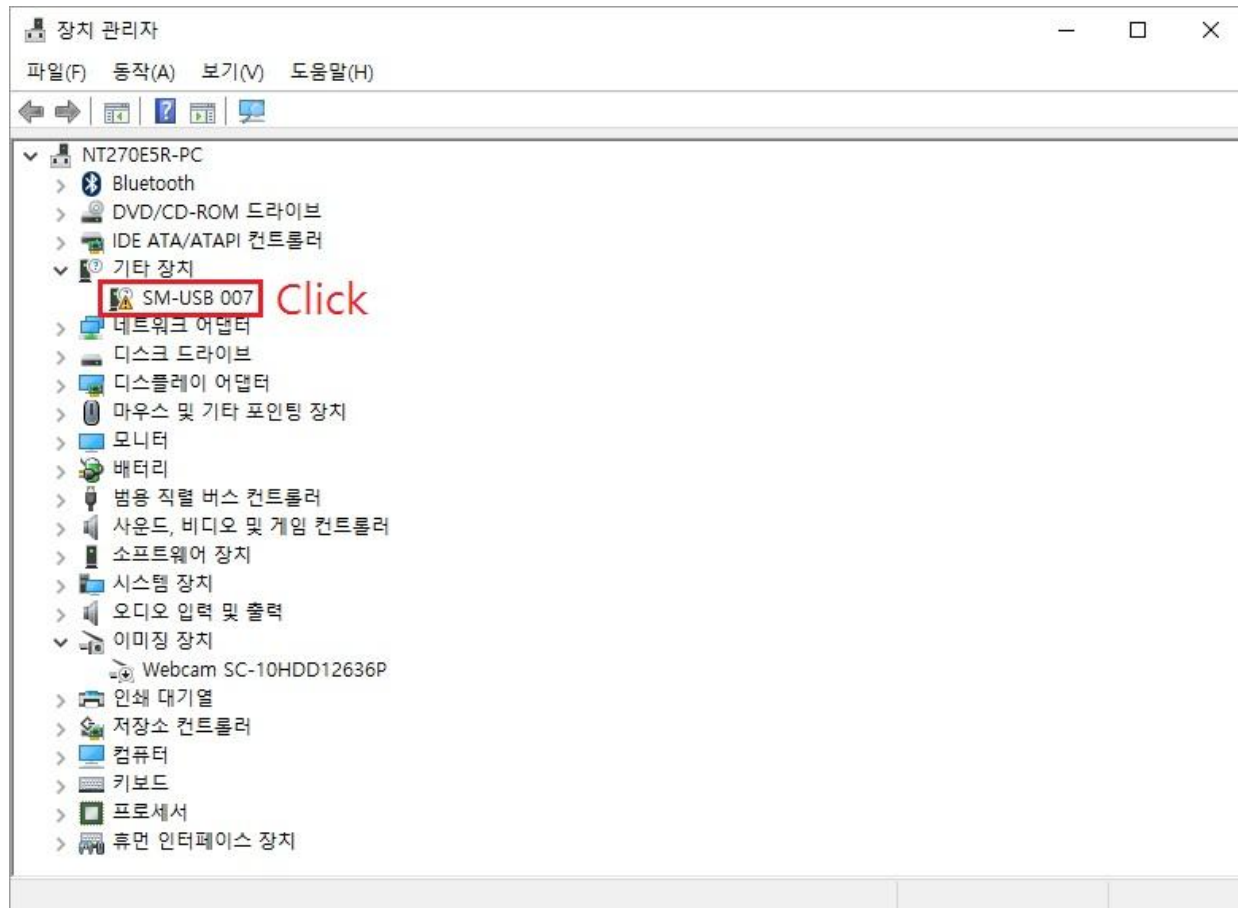 장치 관리자
파일(F) 동작(A) 보기(V) 도움말(H)
NT270E5R-PC
Bluetooth
DVD/CD-ROM 드라이브
IDE ATA/ATAPI 컨트롤러
기타 장치
SM-USB 007 Click
네트워크 어댑터
디스크 드라이브
디스플레이 어댑터
마우스 및 기타 포인팅 장치
모니터
배터리
범용 직렬 버스 컨트롤러
사운드, 비디오 및 게임 컨트롤러
소프트웨어 장치
시스템 장치
오디오 입력 및 출력
이미징 장치
Webcam SC-10HDD12636P
인쇄 대기열
저장소 컨트롤러
컴퓨터
키보드
프로세서
휴먼 인터페이스 장치